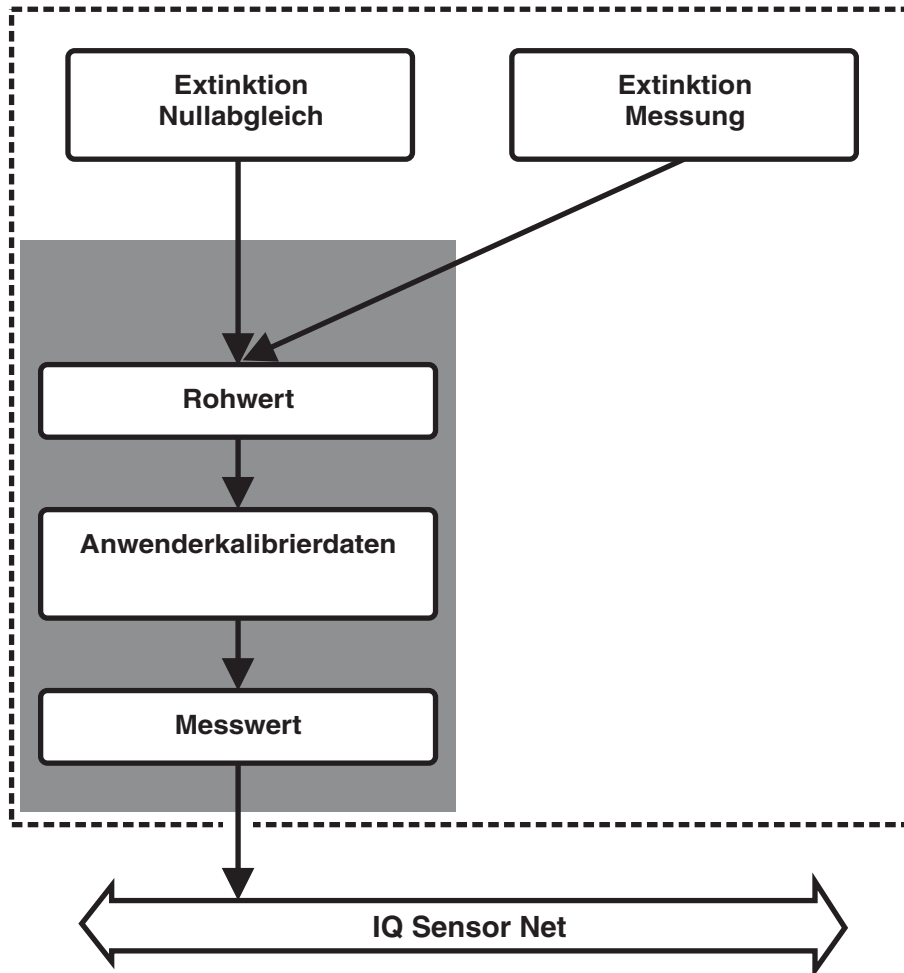 Extinktion
Nullabgleich
Extinktion
Messung
Rohwert
Anwenderkalibrierdaten
Messwert
IQ Sensor Net